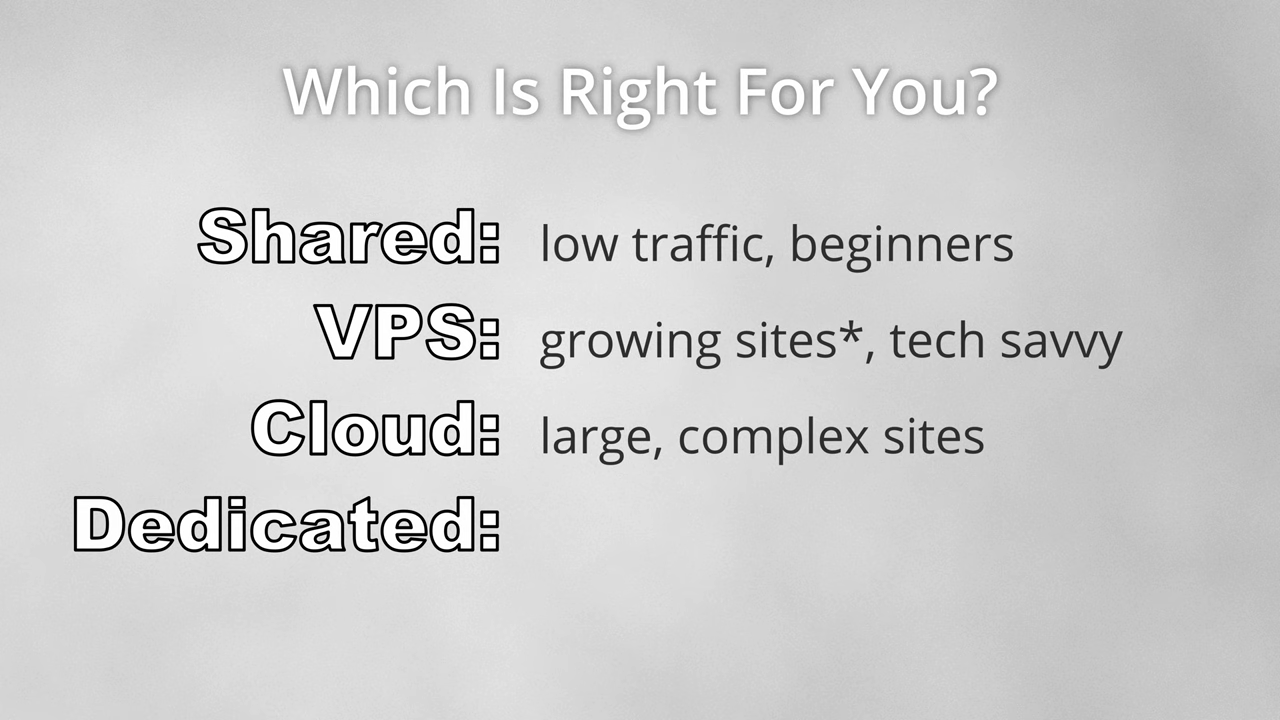 Which Is Right For You?
Shared: low traffic, beginners
VPS: growing sites*, tech savvy
Cloud: large, complex sites
Dedicated: